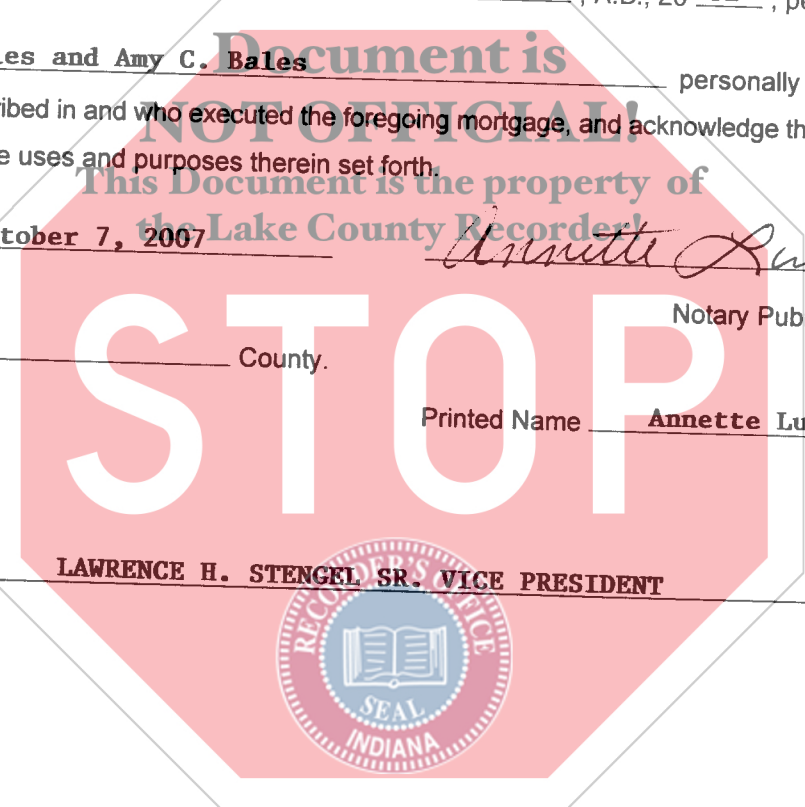 , A.D., 20
les and Amy C. Bales personally
Document is
ribed in and who executed the foregoing mortgage, and acknowledge th
NOT OFFICIAL!
e uses and purposes therein set forth.
This Document is the property of
the Lake County Recorder!
tober 7, 2007
Annette Lu
Notary Pub
County.
Printed Name Annette Lu
STOP
LAWRENCE H. STENGEL SR. VICE PRESIDENT
RECORDER'S OFFICE
SEAL
INDIANA